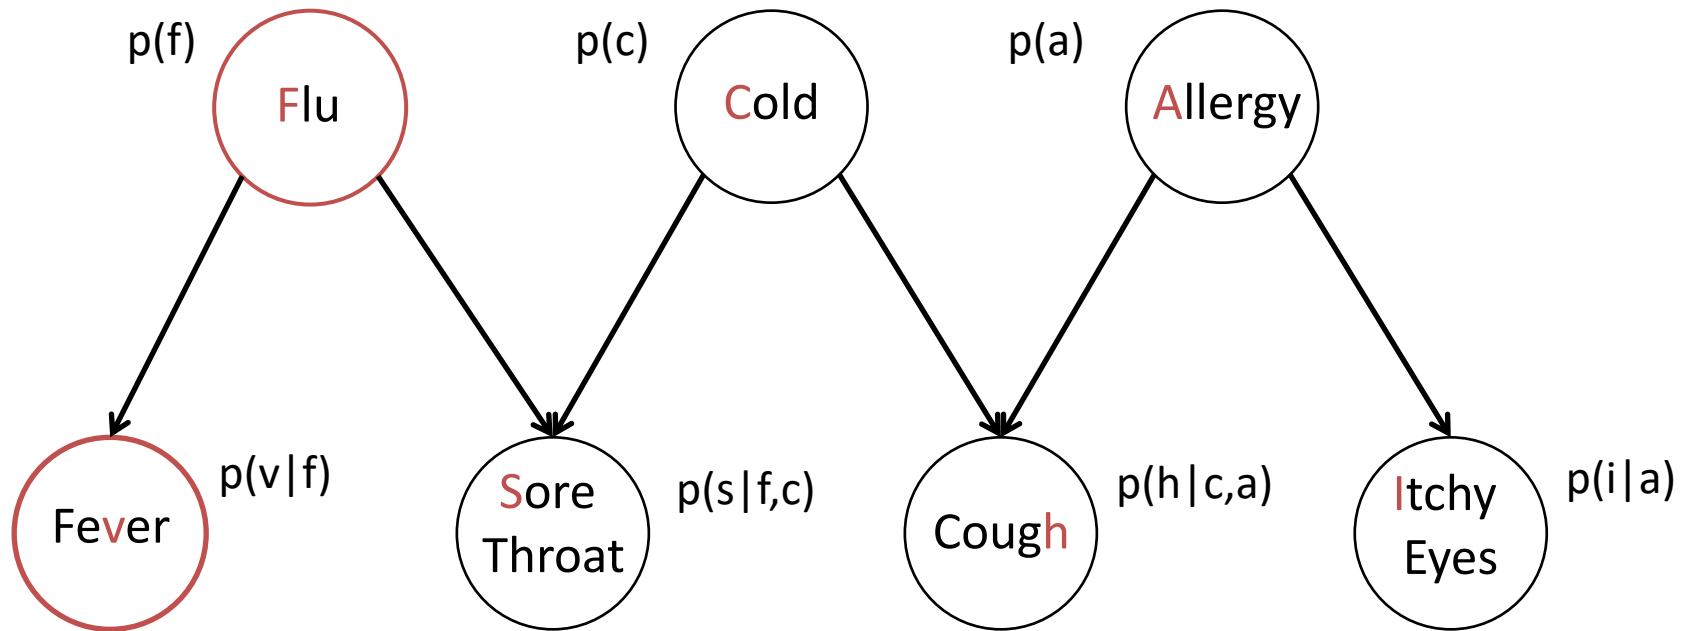 p(f)
Flu
p(c)
Cold
p(a)
Allergy
Fever
p(v|f)
Sore
Throat
p(s|f,c)
Cough
p(h|c,a)
Itchy
Eyes
p(i|a)